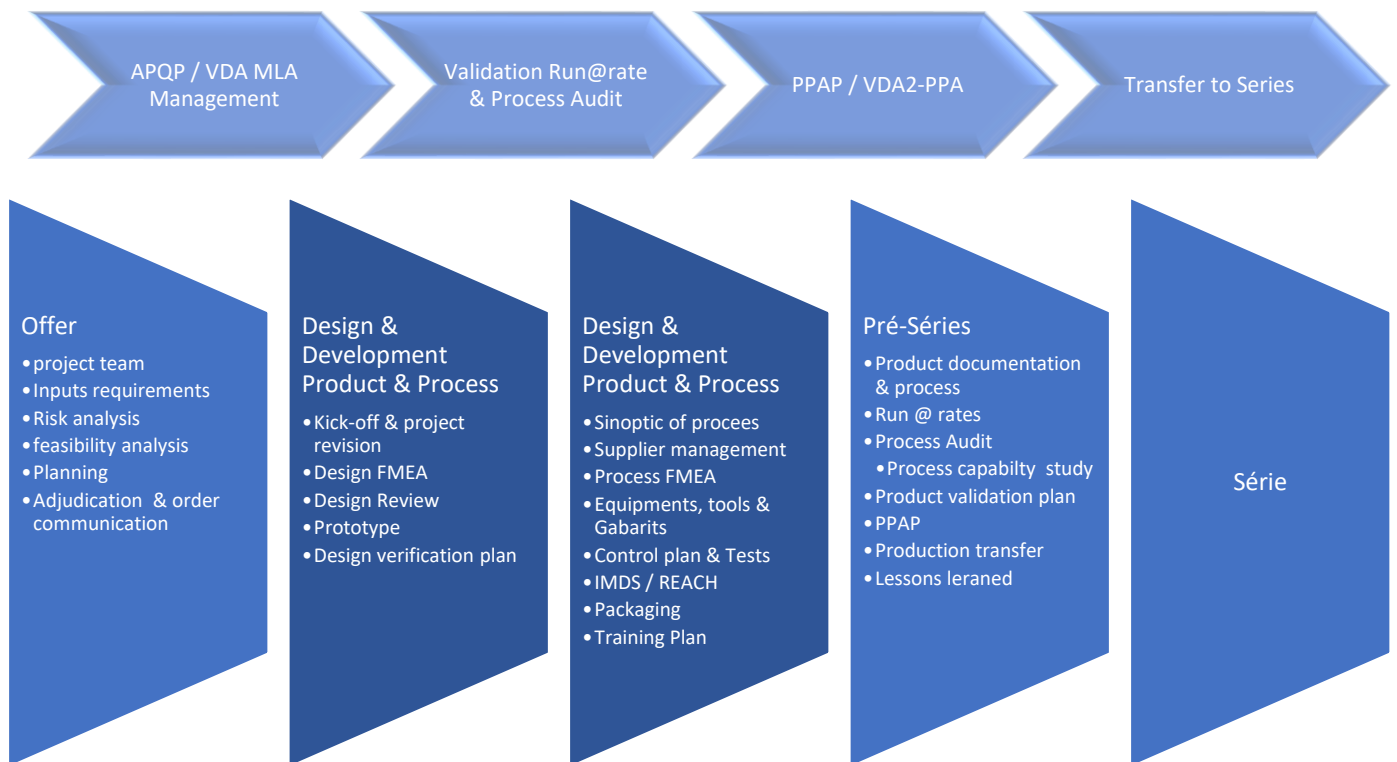 APQP / VDA MLA
Management
Validation Run@rate
& Process Audit
PPAP / VDA2-PPA
Transfer to Series
Offer
•project team
•Inputs requirements
•Risk analysis
•feasibility analysis
•Planning
•Adjudication & order
communication
Design &
Development
Product & Process
•Kick-off & project
revision
•Design FMEA
•Design Review
•Prototype
•Design verification plan
Design &
Development
Product & Process
•Sinoptic of procees
•Supplier management
•Process FMEA
•Equipments, tools &
Gabarits
•Control plan & Tests
•IMDS / REACH
•Packaging
•Training Plan
Pré-Séries
•Product documentation
& process
•Run @ rates
•Process Audit
•Process capabilty study
•Product validation plan
•PPAP
•Production transfer
•Lessons leraned
Série